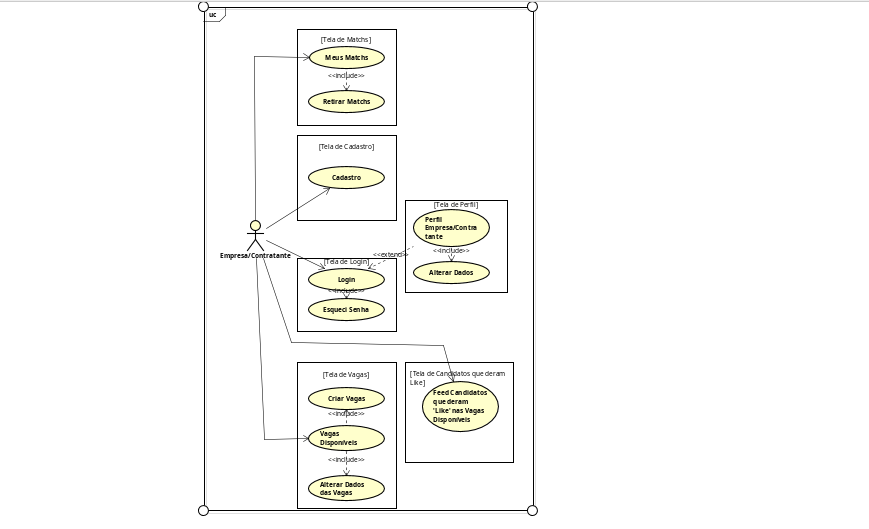 uc
[Tela de Matchs]
Meus Matchs
<<include>>
Retirar Matchs
[Tela de Cadastro]
Cadastro
[Tela de Perfil]
Perfil
Empresa/Contra
tante
<<include>>
Alterar Dados
Empresa/Contratante
<<extend>>
[Tela de Login]
Login
<<include>>
Esqueci Senha
[Tela de Vagas]
Criar Vagas
<<include>>
Vagas
Disponíveis
<<include>>
Alterar Dados
das Vagas
[Tela de Candidatos que deram
Like]
Feed Candidatos
que deram
'Like' nas Vagas
Disponíveis